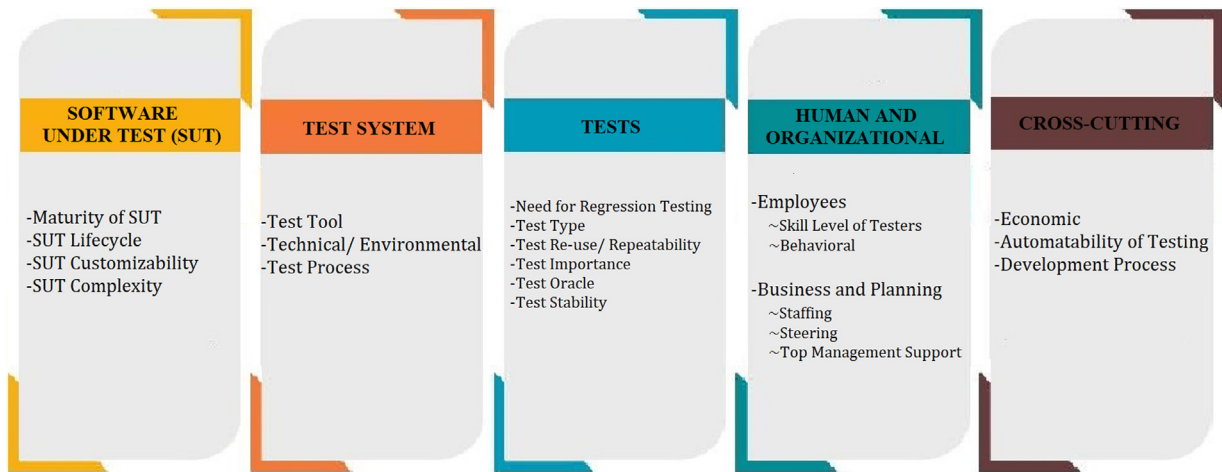 SOFTWARE
UNDER TEST (SUT)
-Maturity of SUT
-SUT Lifecycle
-SUT Customizability
-SUT Complexity
TEST SYSTEM
-Test Tool
-Technical/ Environmental
-Test Process
TESTS
-Need for Regression Testing
-Test Type
-Test Re-use/ Repeatability
-Test Importance
-Test Oracle
-Test Stability
HUMAN AND
ORGANIZATIONAL
-Employees
~Skill Level of Testers
~Behavioral
-Business and Planning
~Staffing
~Steering
~Top Management Support
CROSS-CUTTING
-Economic
-Automatability of Testing
-Development Process